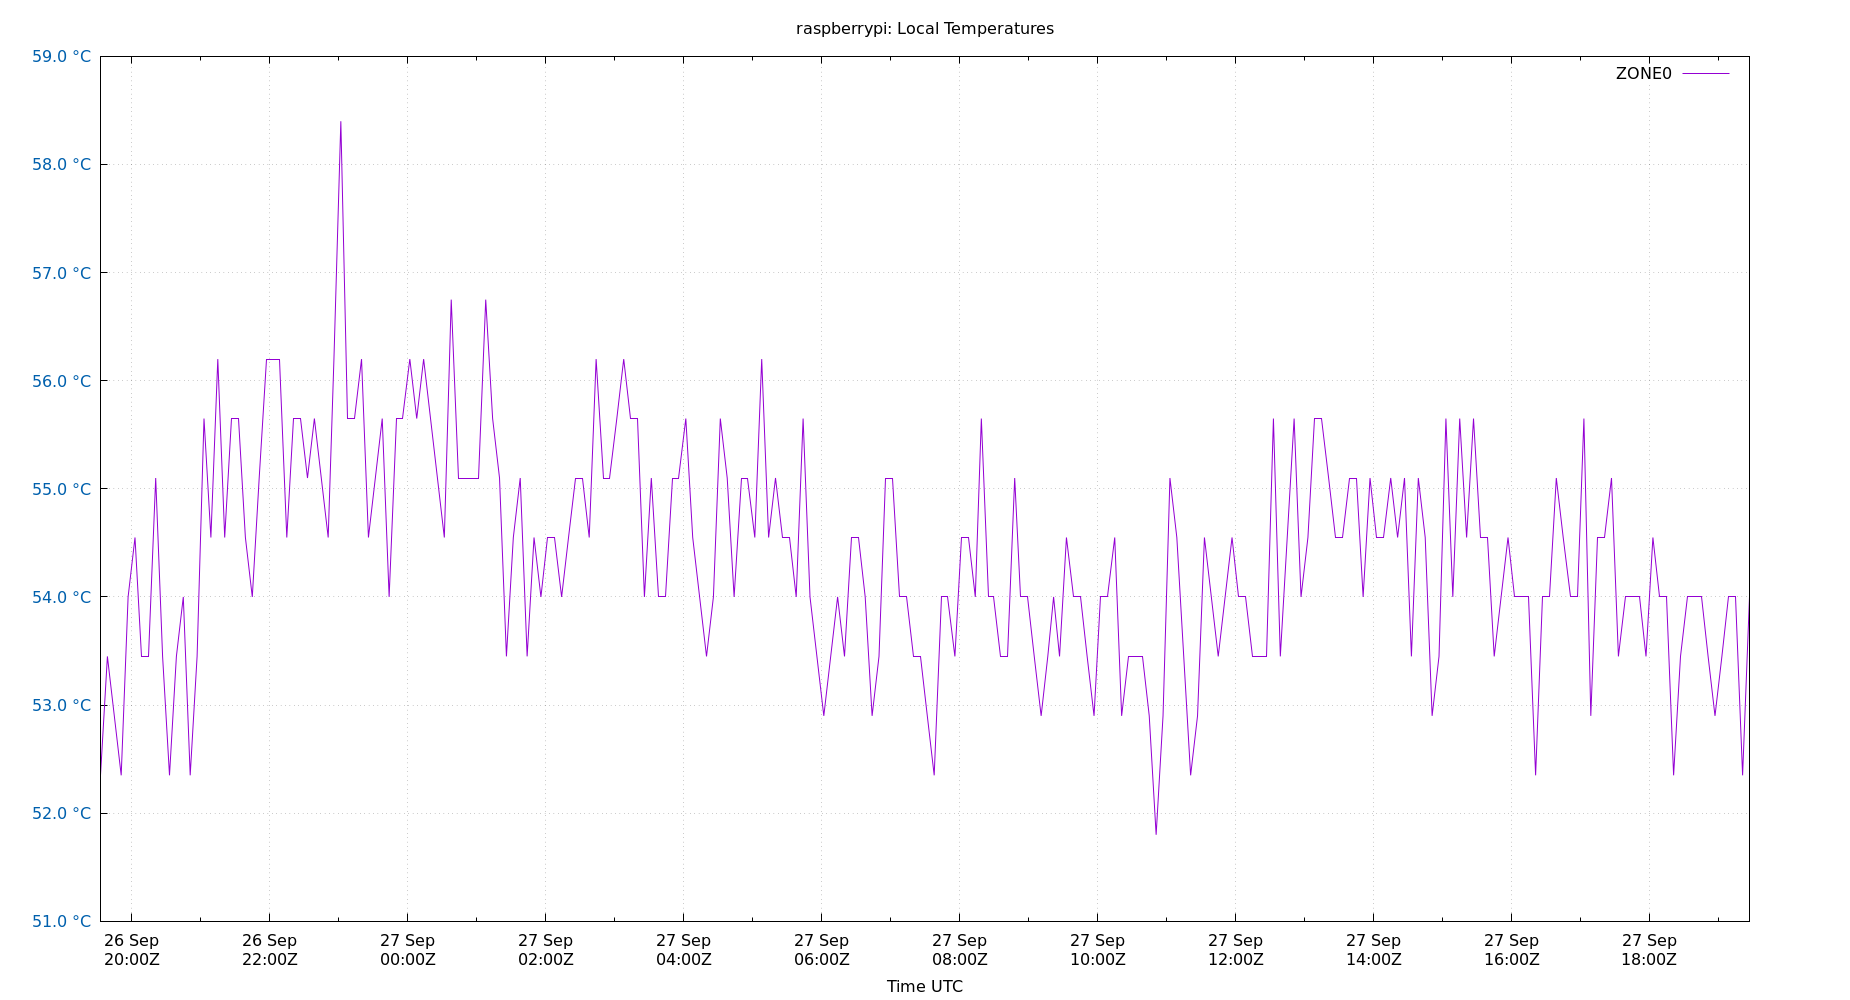 raspberrypi: Local Temperatures
ZONE0
59.0 °C
58.0 °C
57.0 °C
56.0 °C
55.0 °C
54.0 °C
53.0 °C
52.0 °C
51.0 °C
26 Sep 26 Sep 27 Sep 27 Sep 27 Sep 27 Sep 27 Sep 27 Sep 27 Sep 27 Sep 27 Sep 27 Sep
20:00Z 22:00Z 00:00Z 02:00Z 04:00Z 06:00Z 08:00Z 10:00Z 12:00Z 14:00Z 16:00Z 18:00Z
Time UTC